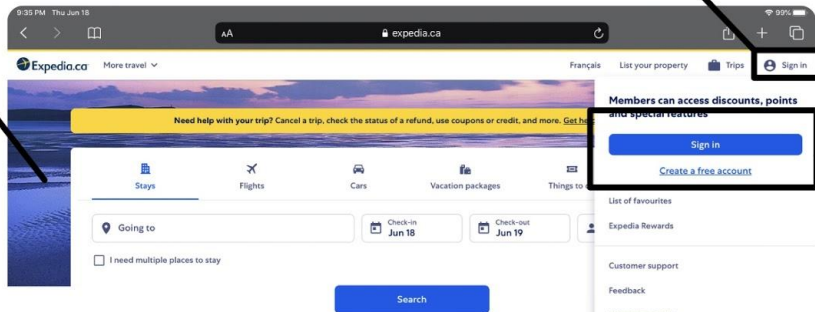 9:35 PM Thu Jun 18
99%
AA
expedia.ca
Expedia.ca
More travel
Français
List your property
Trips
Sign in
Members can access discounts, points
and special features
Need help with your trip? Cancel a trip, check the status of a refund, use coupons or credit, and more. Get
Sign in
Create a free account
Stays
Flights
Cars
Vacation packages
Things to
List of favourites
Going to
Check-in
Jun 18
Check-out
Jun 19
Expedia Rewards
I need multiple places to stay
Customer support
Search
Feedback